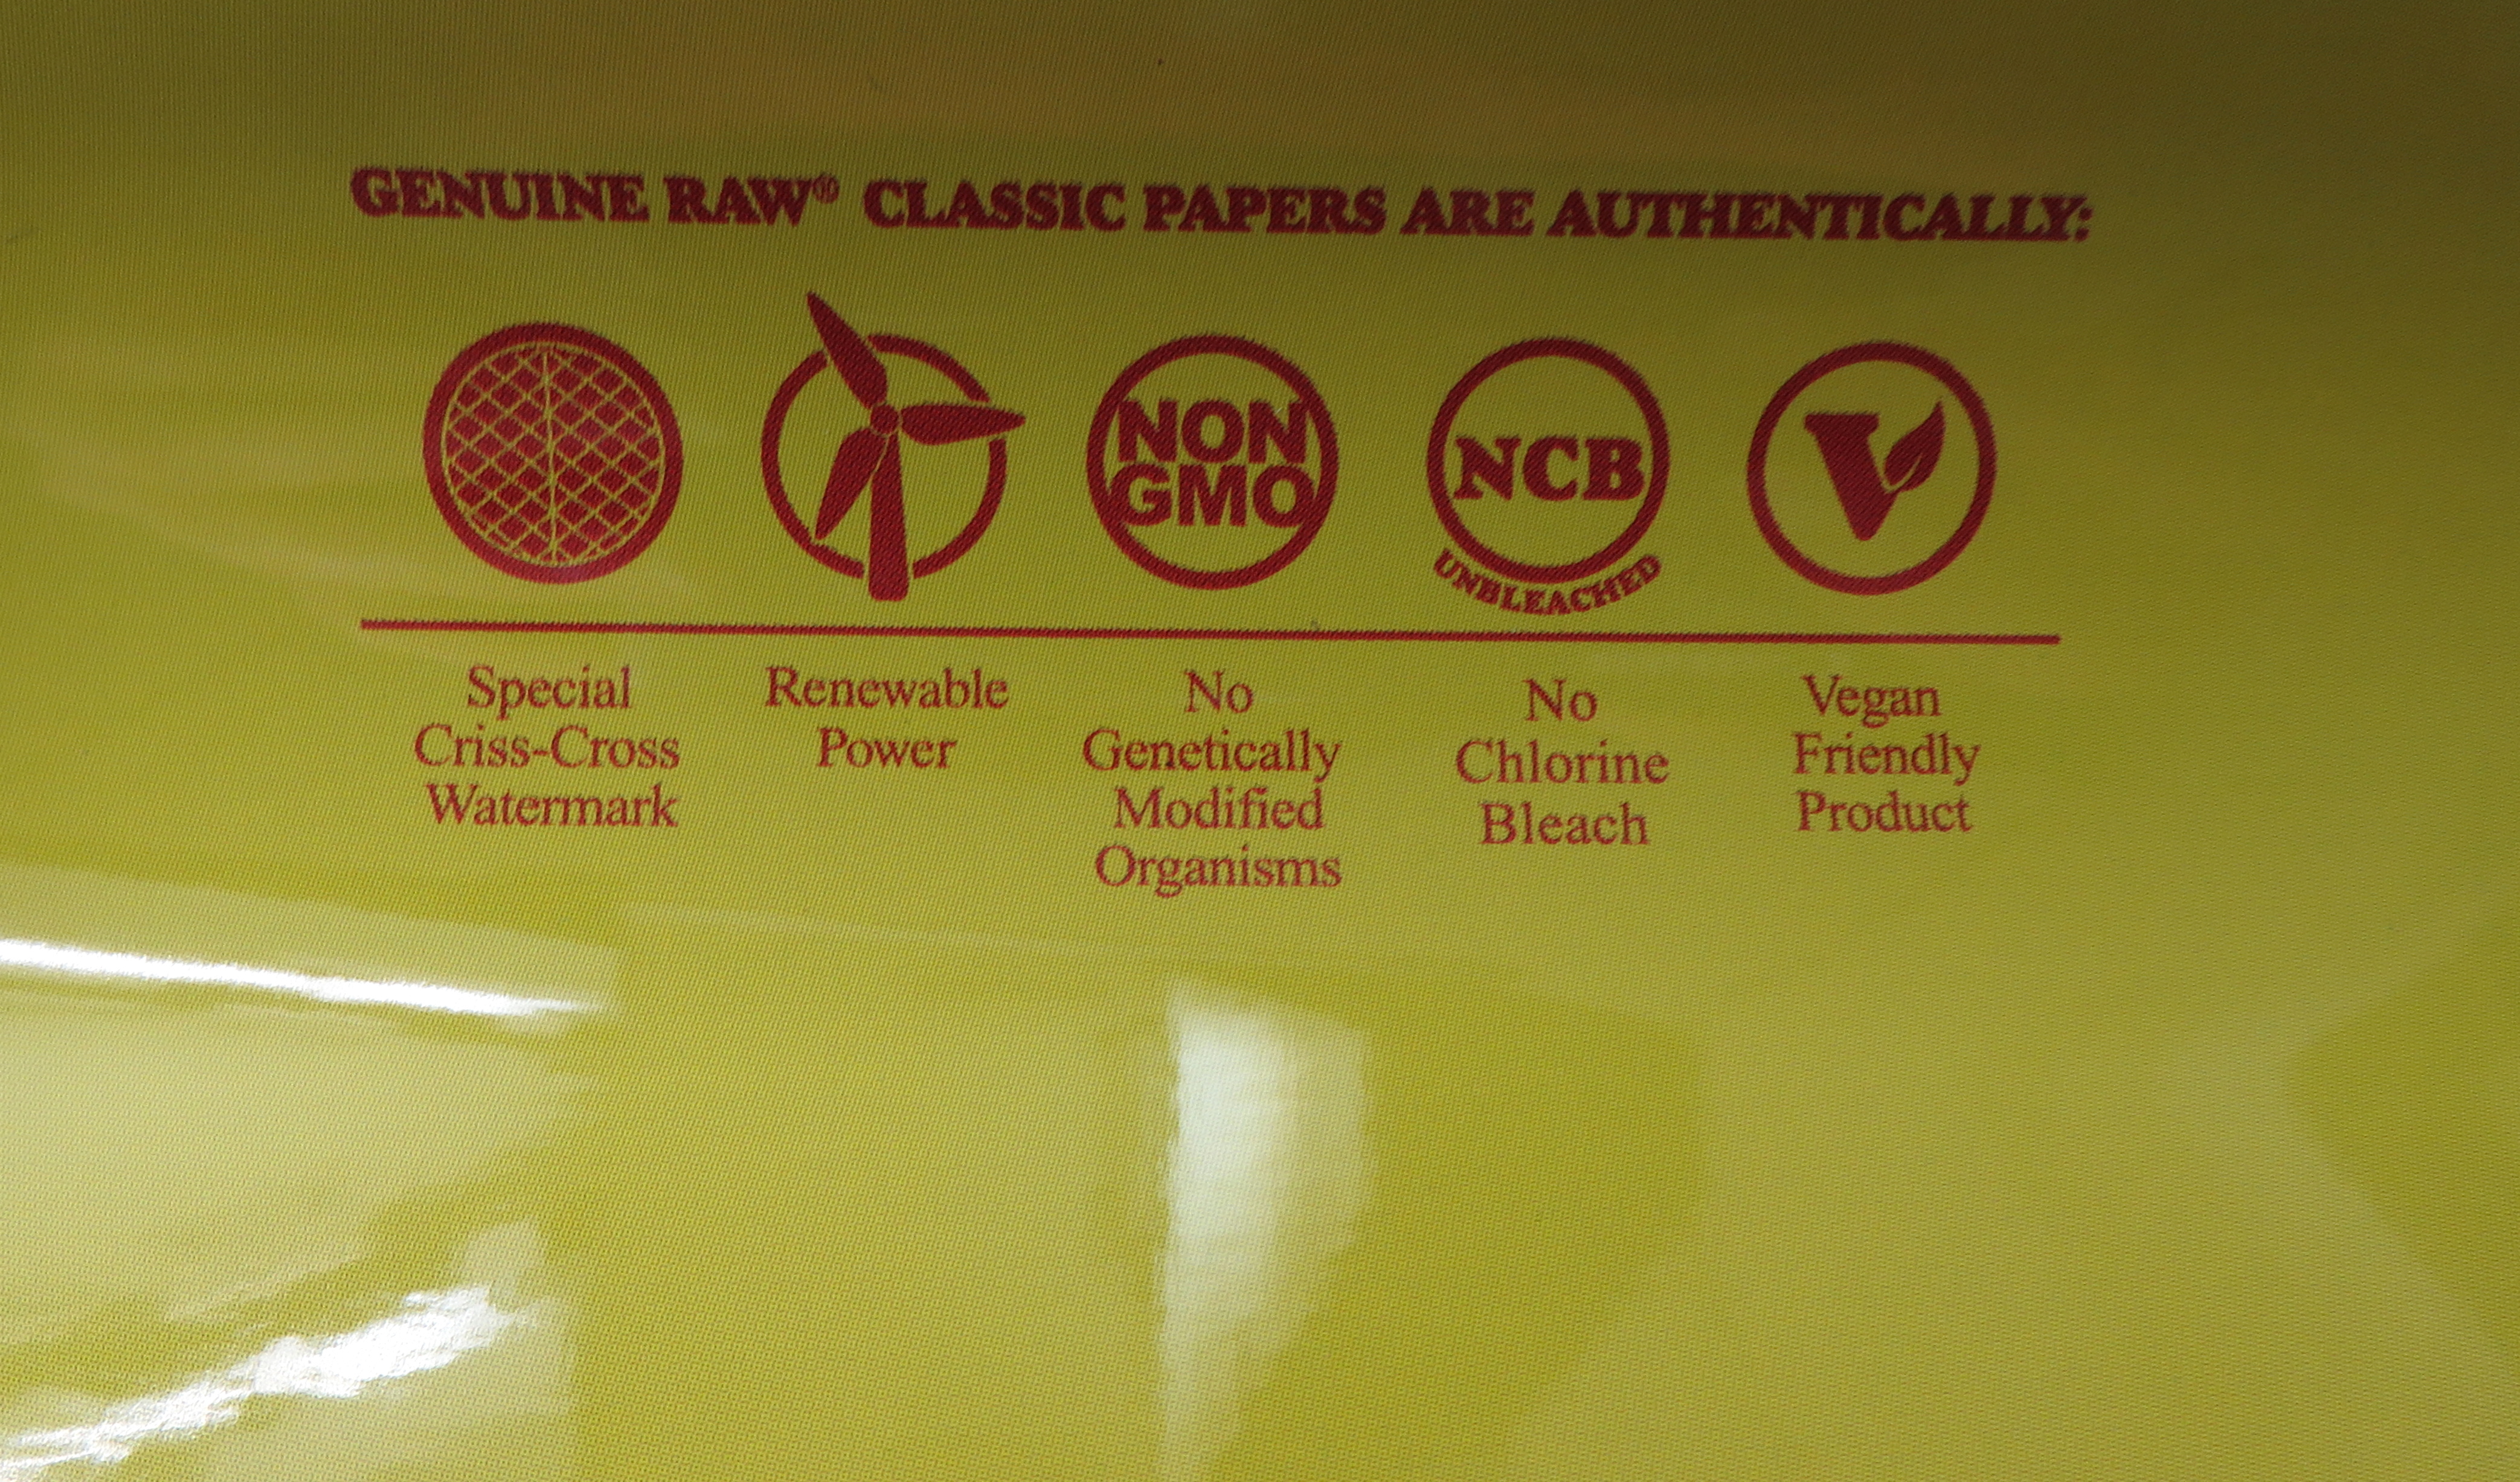 GENUINE RAW® CLASSIC PAPERS ARE AUTHENTICALLY:
NON
GMO
NCB
UNBLEACHED
V
Special
Criss-Cross
Watermark
Renewable
Power
No
Genetically
Modified
Organisms
No
Chlorine
Bleach
Vegan
Friendly
Product